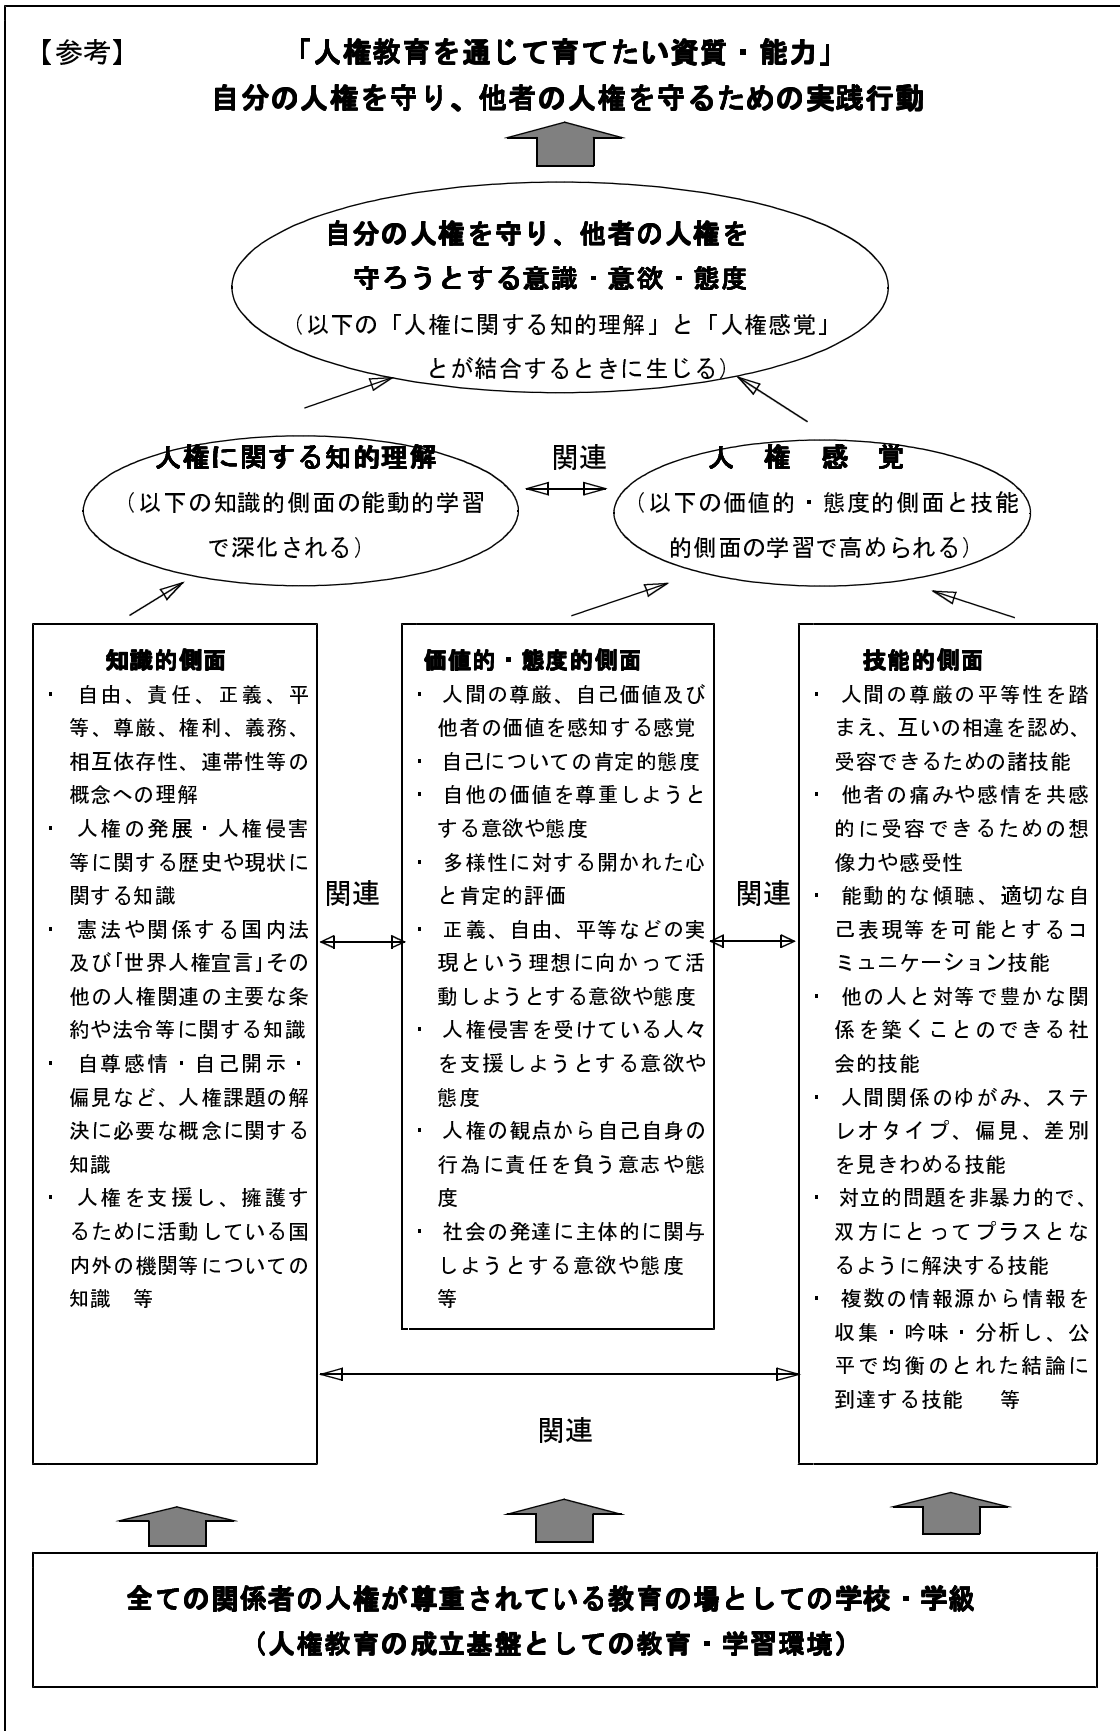 【参考】
「人権教育を通じて育てたい資質・能力」
自分の人権を守り、他者の人権を守るための実践行動
自分の人権を守り、他者の人権を
守ろうとする意識・意欲・態度
（以下の「人権に関する知的理解」と「人権感覚」
とが結合するときに生じる）
人権に関する知的理解
（以下の知識的側面の能動的学習
で深化される）
関連
人　権　感　覚
（以下の価値的・態度的側面と技能
的側面の学習で高められる）
知識的側面
・ 自由、責任、正義、平
等、尊厳、権利、義務、
相互依存性、連帯性等の
概念への理解
・ 人権の発展・人権侵害
等に関する歴史や現状に
関する知識
・ 憲法や関係する国内法
及び「世界人権宣言」その
他の人権関連の主要な条
約や法令等に関する知識
・ 自尊感情・自己開示・
偏見など、人権課題の解
決に必要な概念に関する
知識
・ 人権を支援し、擁護す
るために活動している国
内外の機関等についての
知識　等
関連
価値的・態度的側面
・ 人間の尊厳、自己価値及び
他者の価値を感知する感覚
・ 自己についての肯定的態度
・ 自他の価値を尊重しようと
する意欲や態度
・ 多様性に対する開かれた心
と肯定的評価
・ 正義、自由、平等などの実
現という理想に向かって活
動しようとする意欲や態度
・ 人権侵害を受けている人々
を支援しようとする意欲や
態度
・ 人権の観点から自己自身の
行為に責任を負う意志や態
度
・ 社会の発達に主体的に関与
しようとする意欲や態度
等
関連
技能的側面
・ 人間の尊厳の平等性を踏
まえ、互いの相違を認め、
受容できるための諸技能
・ 他者の痛みや感情を共感
的に受容できるための想
像力や感受性
・ 能動的な傾聴、適切な自
己表現等を可能とするコ
ミュニケーション技能
・ 他の人と対等で豊かな関
係を築くことのできる社
会的技能
・ 人間関係のゆがみ、ステ
レオタイプ、偏見、差別
を見きわめる技能
・ 対立的問題を非暴力的で、
双方にとってプラスとな
るように解決する技能
・ 複数の情報源から情報を
収集・吟味・分析し、公
平で均衡のとれた結論に
到達する技能　等
関連
全ての関係者の人権が尊重されている教育の場としての学校・学級
（人権教育の成立基盤としての教育・学習環境）